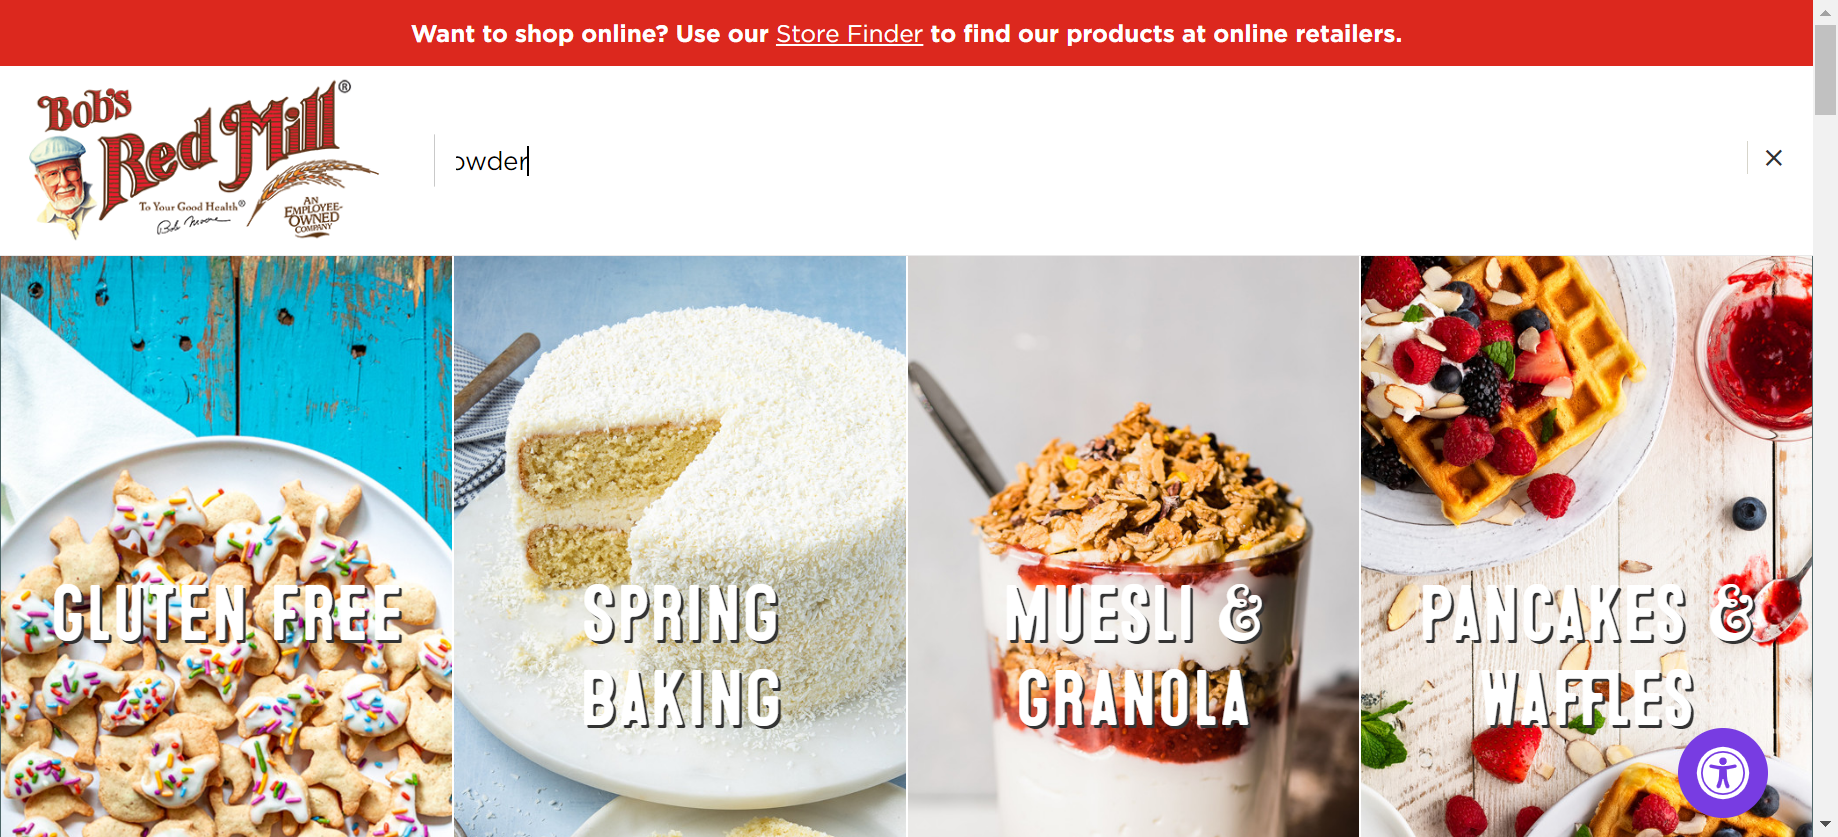 Want to shop online? Use our Store Finder to find our products at online retailers.
Bob's
Red Mill®
To Your Good Health®
Bob Moore
AN
EMPLOYEE-
OWNED
COMPANY
owder
GLUTEN FREE
SPRING
BAKING
MUESLI &
GRANOLA
PANCAKES &
WAFFLES